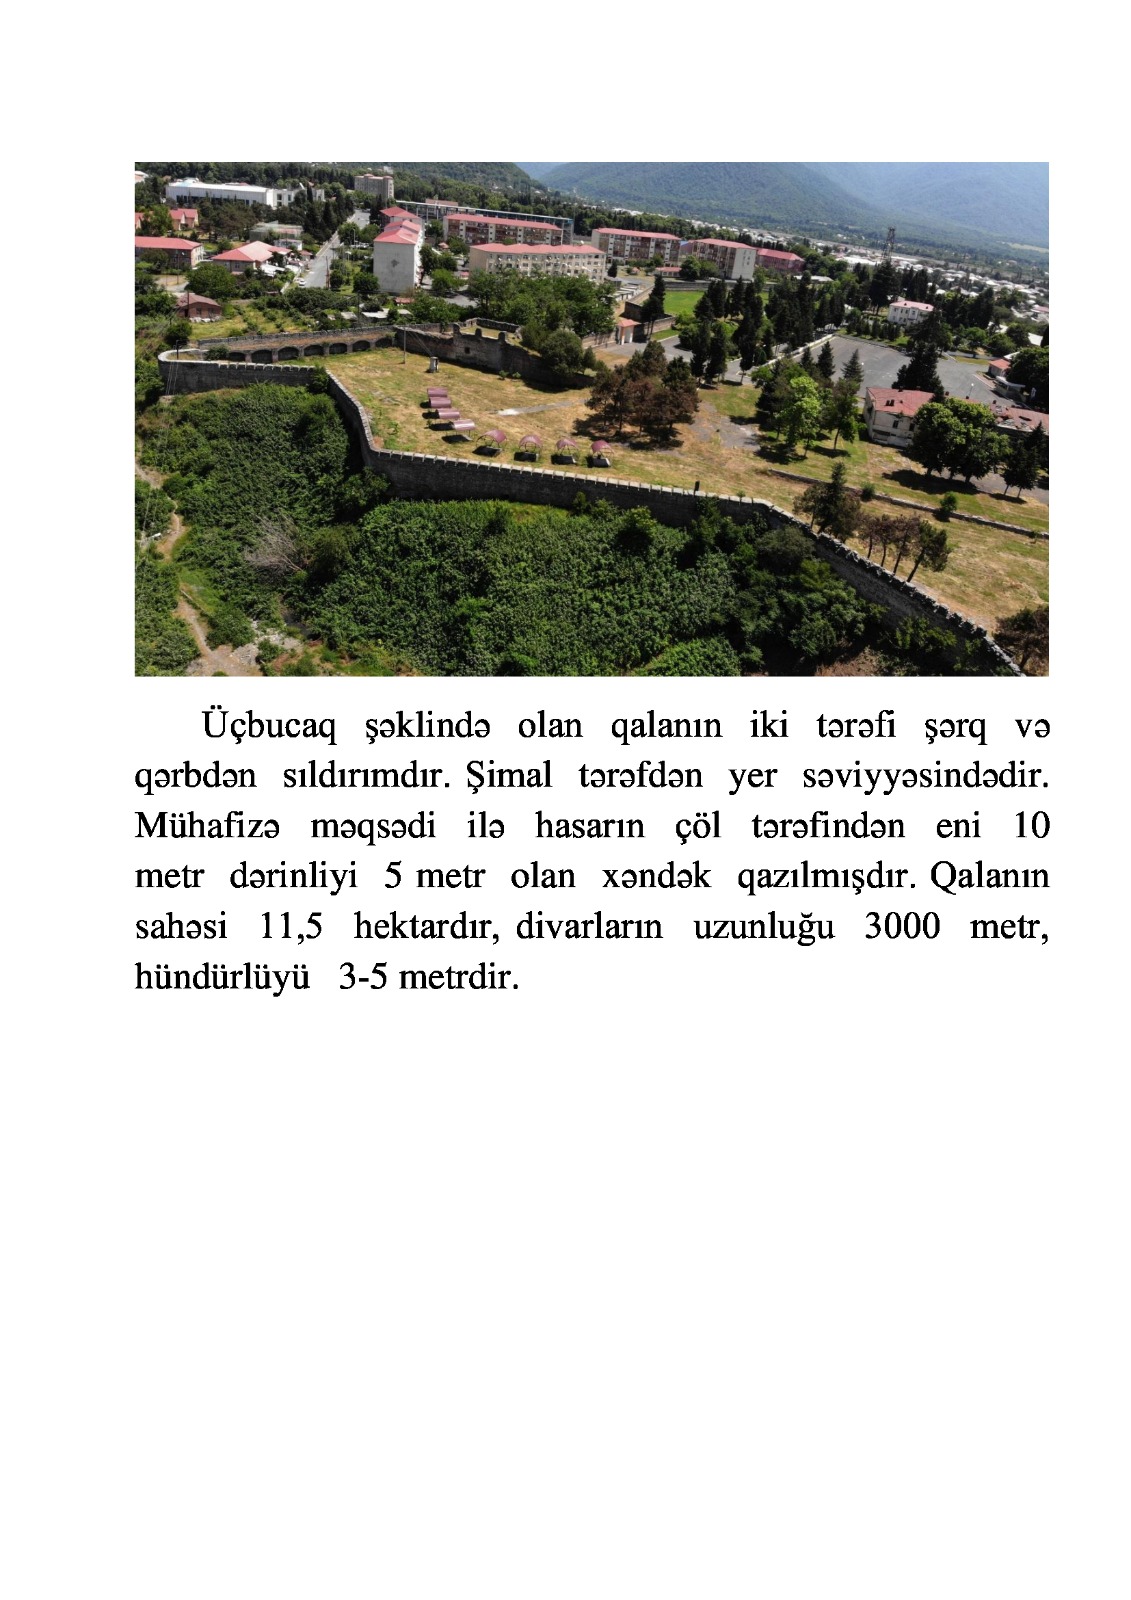 Üçbucaq şəklində olan qalanın iki tərəfi şərq və
qərbdən sıldırımdır. Şimal tərəfdən yer səviyyəsindədir.
Mühafizə məqsədi ilə hasarın çöl tərəfindən eni 10
metr dərinliyi 5 metr olan xəndək qazılmışdır. Qalanın
sahəsi 11,5 hektardır, divarların uzunluğu 3000 metr,
hündürlüyü 3-5 metrdir.